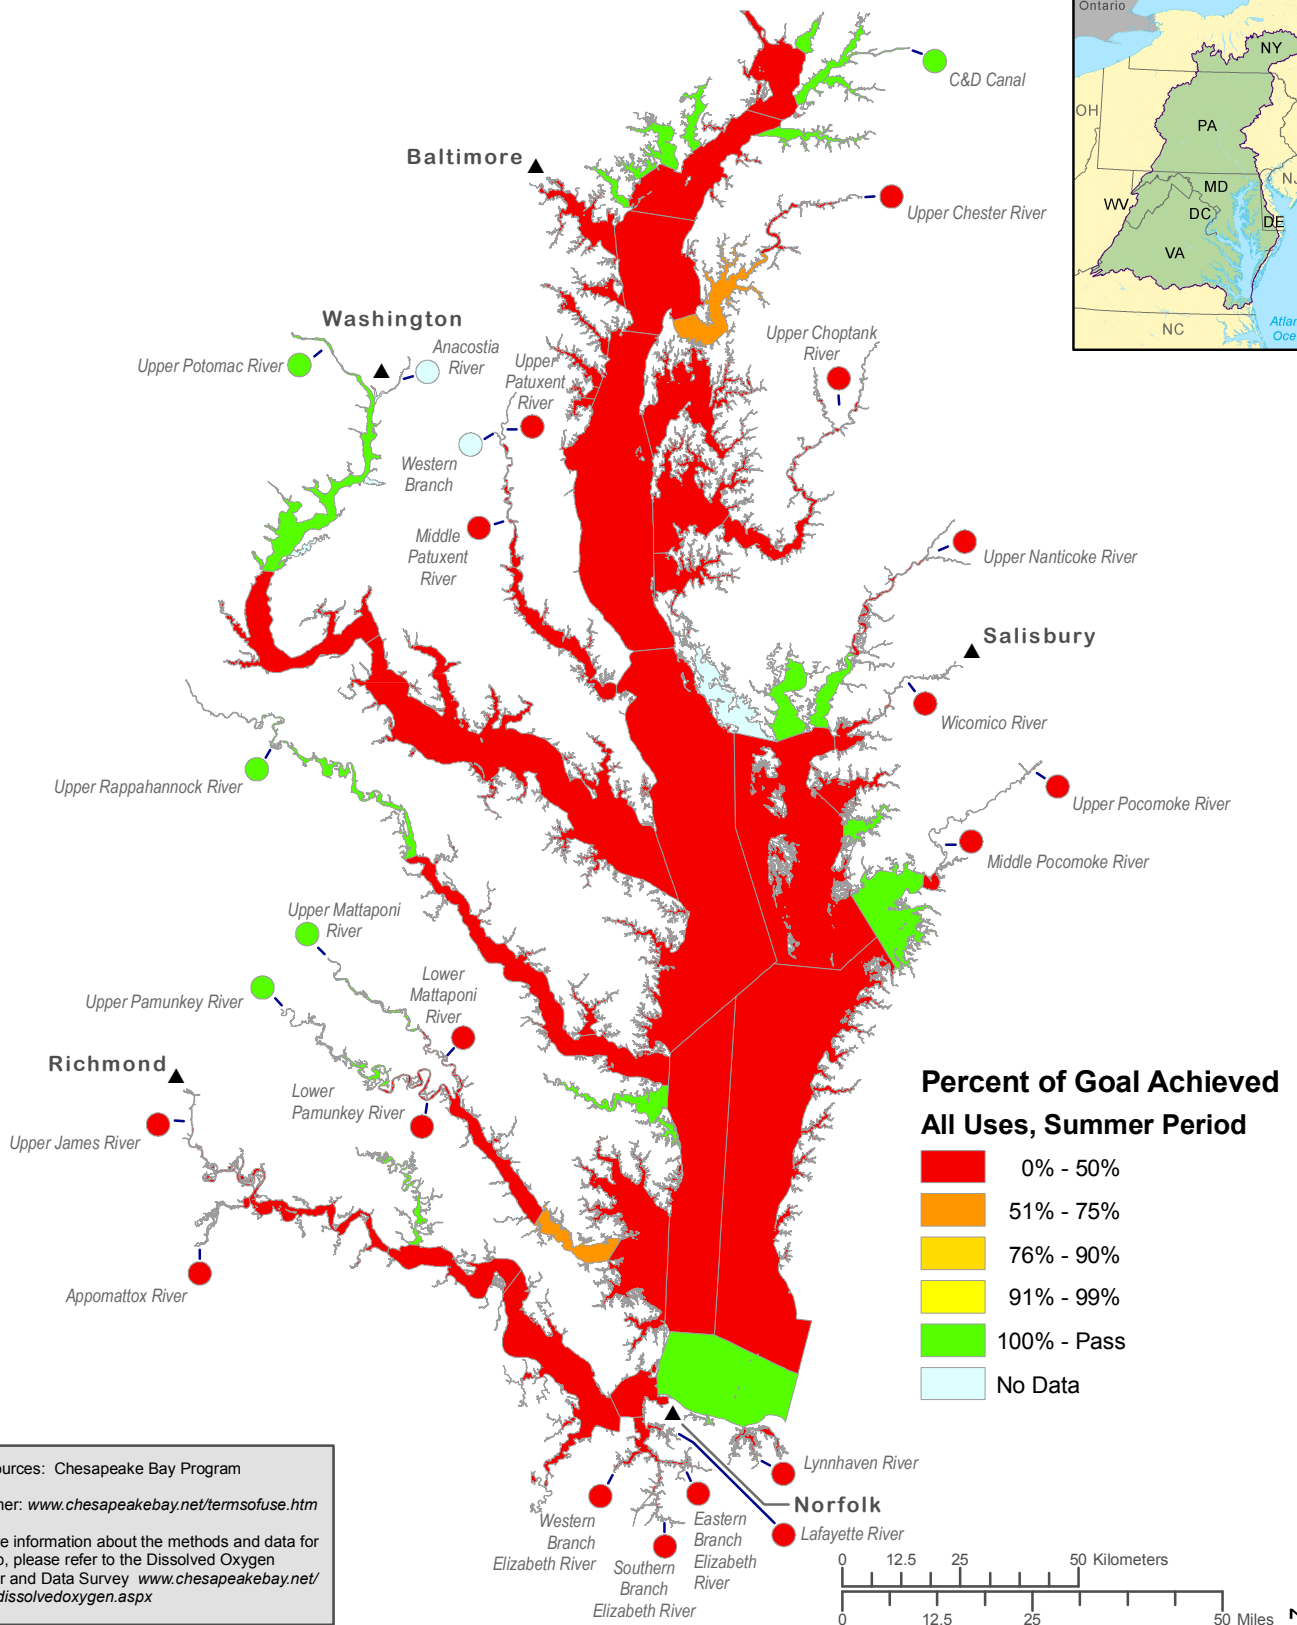 Ontario
NY
OH
PA
NJ
WV
MD
DC
DE
VA
NC
Atlan
Oce
C&D Canal
Baltimore
Upper Chester River
Washington
Upper Potomac River
Anacostia
River
Upper
Patuxent
River
Upper Choptank
River
Western
Branch
Middle
Patuxent
River
Upper Nanticoke River
Salisbury
Wicomico River
Upper Rappahannock River
Upper Pocomoke River
Middle Pocomoke River
Upper Mattaponi
River
Lower
Mattaponi
River
Upper Pamunkey River
Richmond
Lower
Pamunkey River
Upper James River
Appomattox River
Percent of Goal Achieved
All Uses, Summer Period
0% - 50%
51% - 75%
76% - 90%
91% - 99%
100% - Pass
No Data
Lynnhaven River
Norfolk
Lafayette River
Western
Branch
Elizabeth River
Southern
Branch
Elizabeth River
Eastern
Branch
Elizabeth
River
ources: Chesapeake Bay Program
ner: www.chesapeakebay.net/termsofuse.htm
e information about the methods and data for
o, please refer to the Dissolved Oxygen
r and Data Survey www.chesapeakebay.net/
dissolvedoxygen.aspx
0 12.5 25 50 Kilometers
0 12.5 25 50 Miles